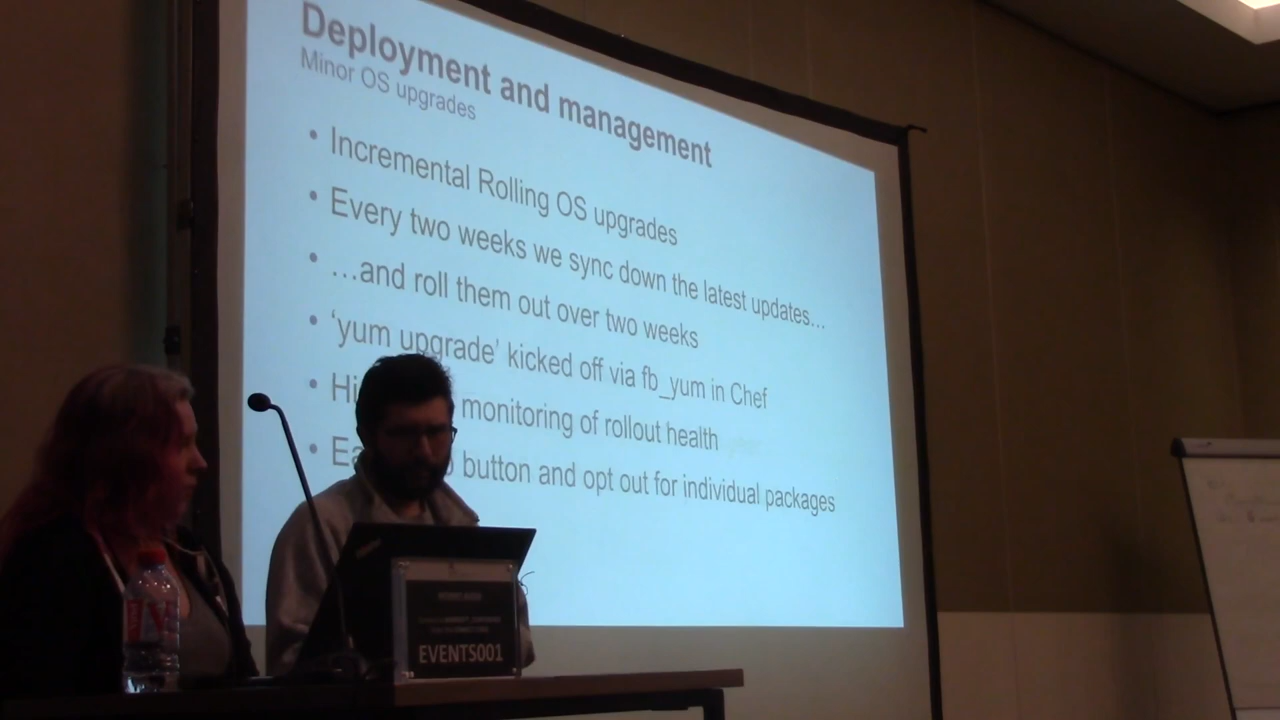 Deployment and management
Minor OS upgrades
• Incremental Rolling OS upgrades
• Every two weeks we sync down the latest updates…
• …and roll them out over two weeks
• ‘yum upgrade’ kicked off via fb_yum in Chef
• monitoring of rollout health
• button and opt out for individual packages
EVENTS001